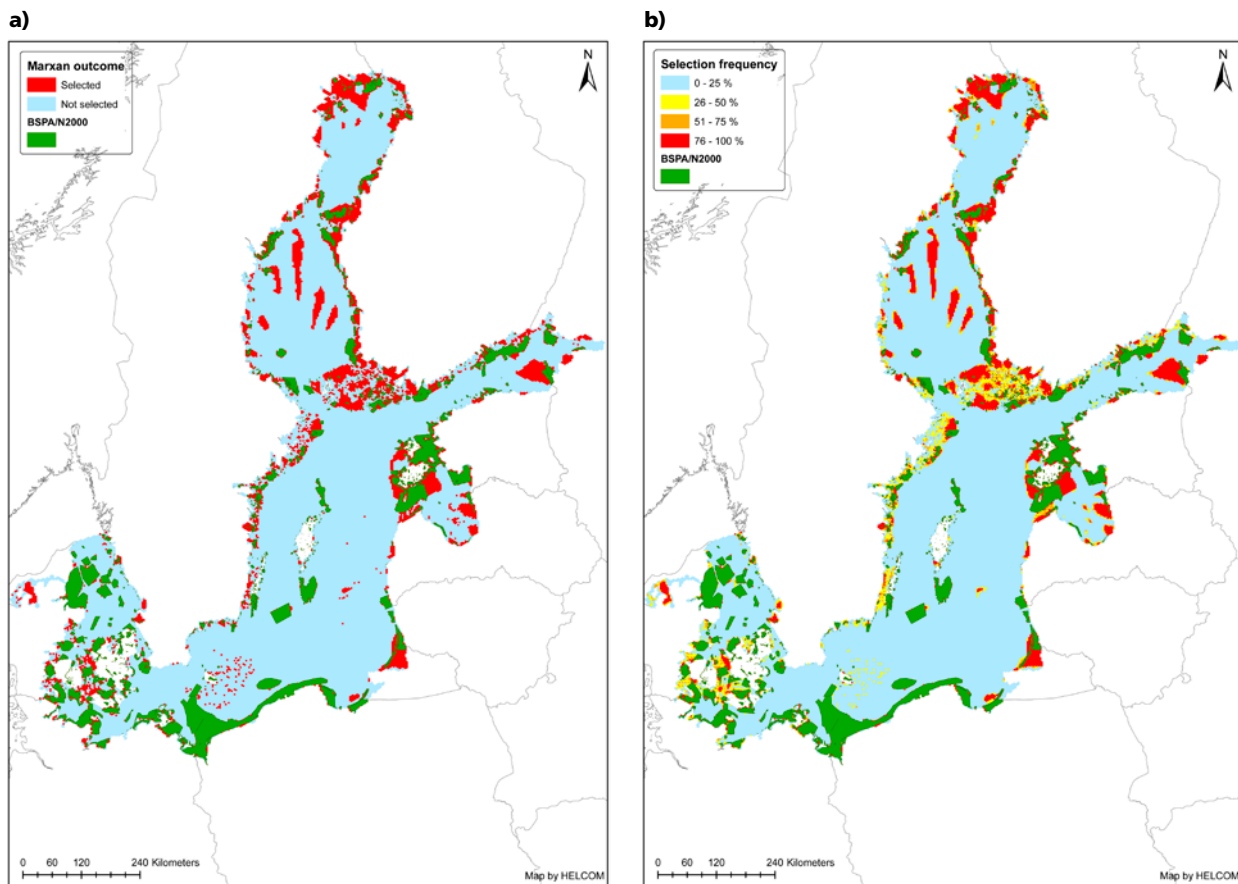 a)
Marxan outcome
Selected
Not selected
BSPA/N2000
N
0 60 120 240 Kilometers
Map by HELCOM
b)
Selection frequency
0 - 25 %
26 - 50 %
51 - 75 %
76 - 100 %
BSPA/N2000
N
0 60 120 240 Kilometers
Map by HELCOM